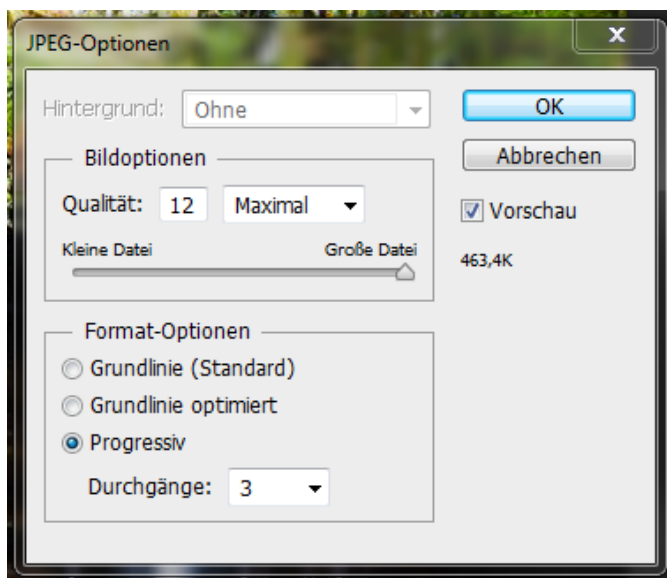 JPEG-Optionen
x
Hintergrund: Ohne
OK
Bildoptionen
Abbrechen
Qualität: 12 Maximal
Vorschau
Kleine Datei Große Datei
463,4K
Format-Optionen
Grundlinie (Standard)
Grundlinie optimiert
Progressiv
Durchgänge: 3